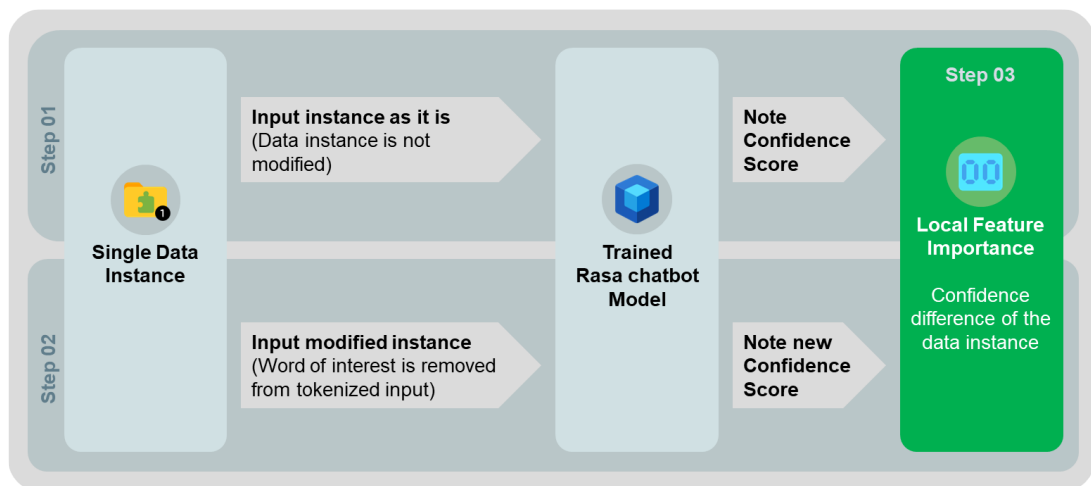 Step 01
Single Data
Instance
1
Input instance as it is
(Data instance is not
modified)
Trained
Rasa chatbot
Model
Note
Confidence
Score
Step 02
Input modified instance
(Word of interest is removed
from tokenized input)
Note new
Confidence
Score
Step 03
00
Local Feature
Importance
Confidence
difference of the
data instance